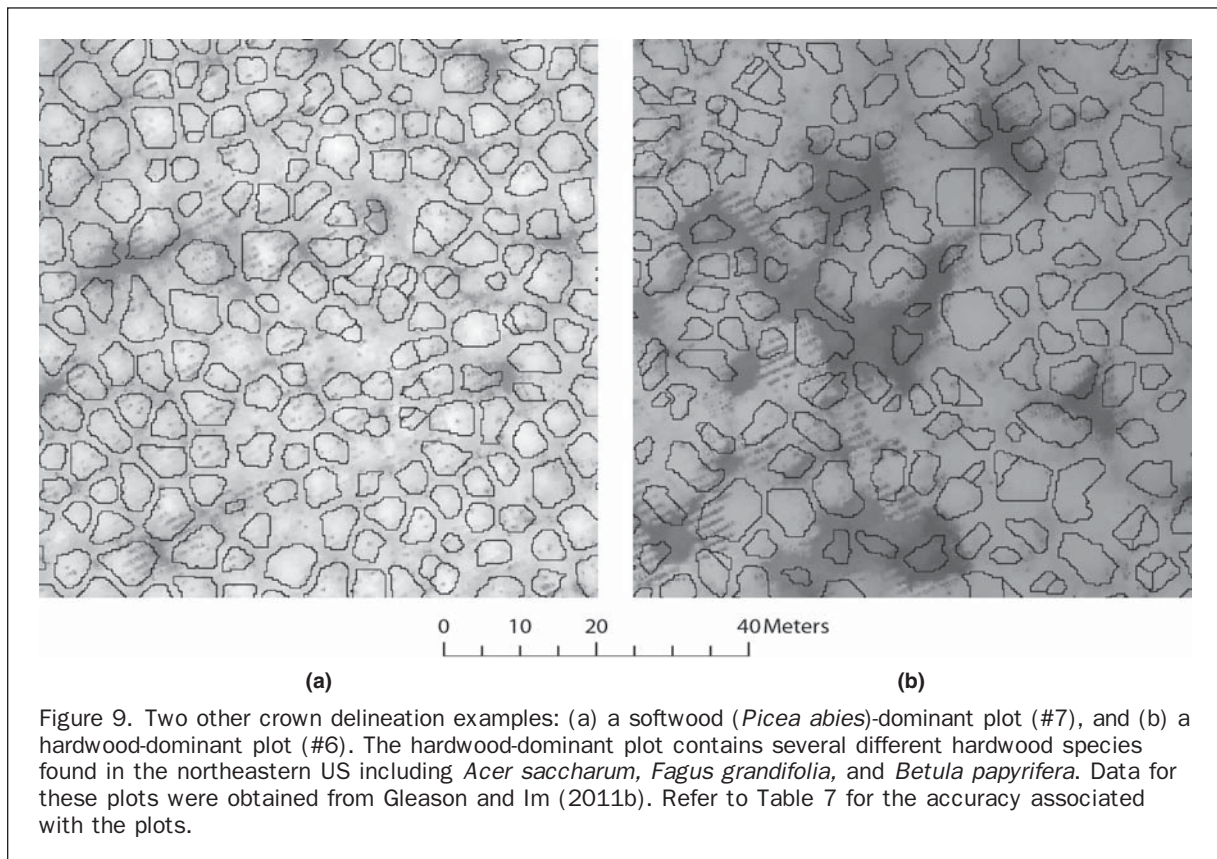 0 10 20 40 Meters
(a) (b)
Figure 9. Two other crown delineation examples: (a) a softwood (Picea abies)-dominant plot (#7), and (b) a
hardwood-dominant plot (#6). The hardwood-dominant plot contains several different hardwood species
found in the northeastern US including Acer saccharum, Fagus grandifolia, and Betula papyrifera. Data for
these plots were obtained from Gleason and Im (2011b). Refer to Table 7 for the accuracy associated
with the plots.